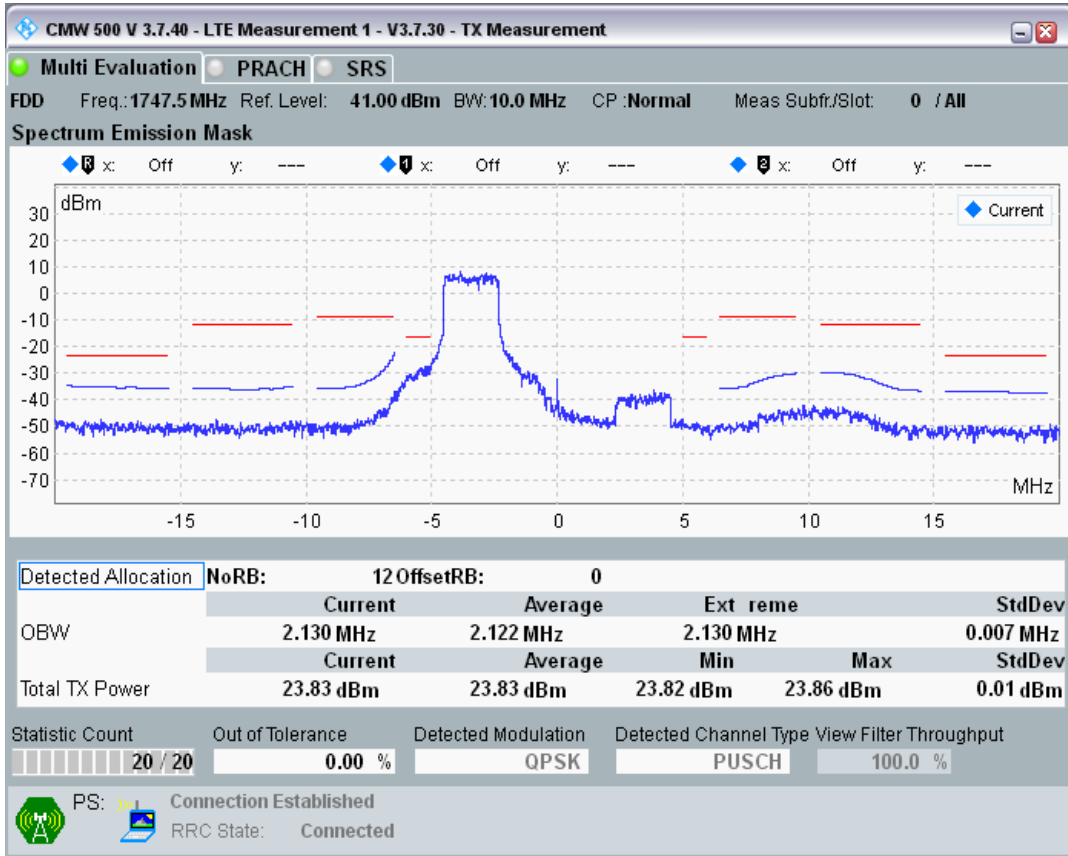 CMW 500 V 3.7.40 - LTE Measurement 1 - V3.7.30 - TX Measurement
Multi Evaluation PRACH SRS
FDD Freq.: 1747.5 MHz Ref. Level: 41.00 dBm BW: 10.0 MHz CP : Normal Meas Subfr./Slot: 0 / All
Spectrum Emission Mask
R x: Off y: --- 1 x: Off y: --- 2 x: Off y: ---
dBm
Current
30
20
10
0
-10
-20
-30
-40
-50
-60
-70
MHz
-15 -10 -5 0 5 10 15
Detected Allocation NoRB: 12 OffsetRB: 0
Current Average Ext reme StdDev
OBW 2.130 MHz 2.122 MHz 2.130 MHz 0.007 MHz
Current Average Min Max StdDev
Total TX Power 23.83 dBm 23.83 dBm 23.82 dBm 23.86 dBm 0.01 dBm
Statistic Count Out of Tolerance Detected Modulation Detected Channel Type View Filter Throughput
20 / 20 0.00 % QPSK PUSCH 100.0 %
PS: Connection Established
RRC State: Connected